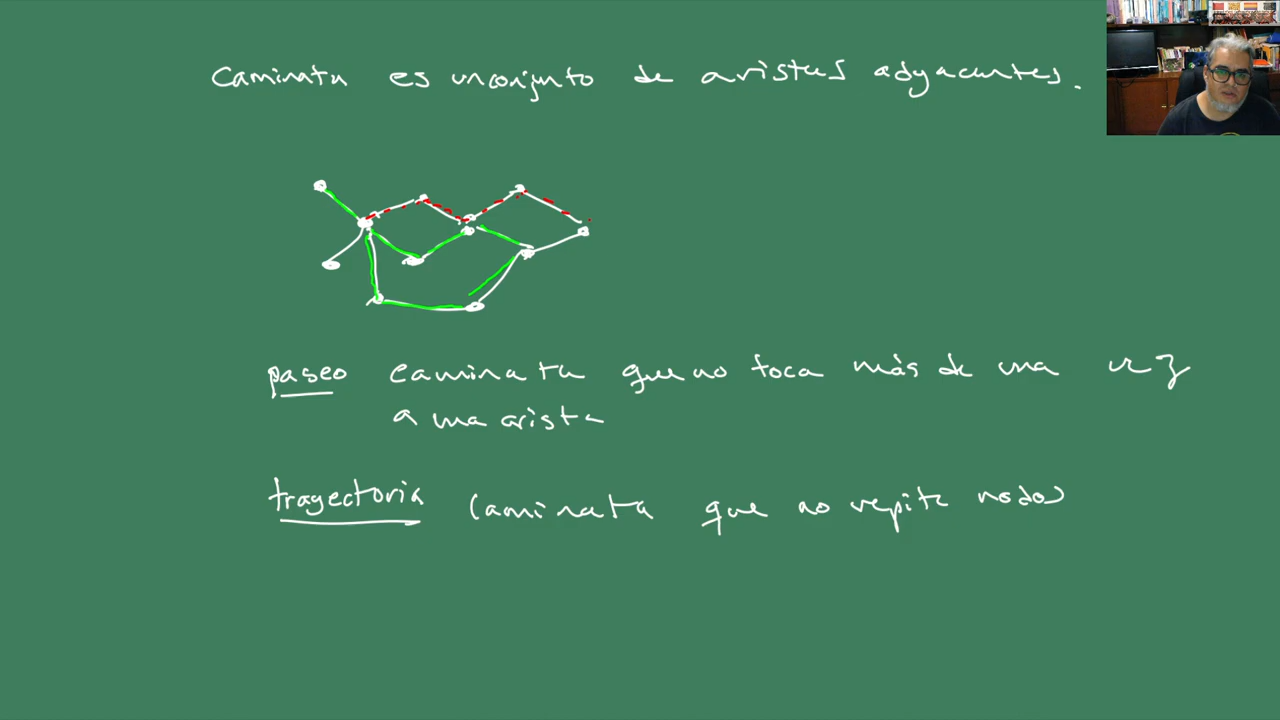 Caminata es un conjunto de aristas adyacentes.
paseo caminata que no toca más de una vez
a una arista
trayectoria caminata que no repite nodos